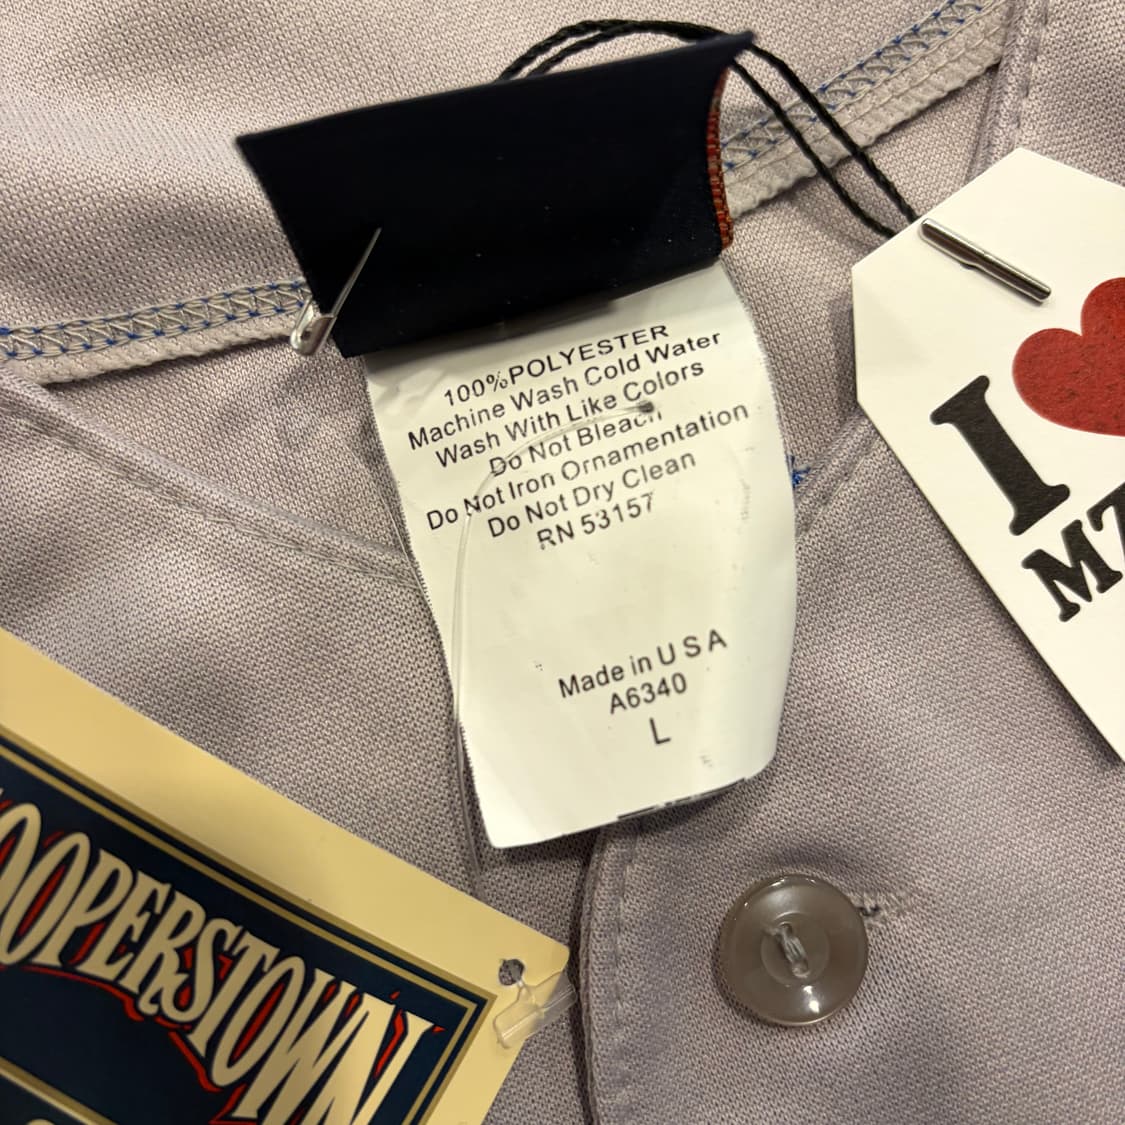 100%POLYESTER
Machine Wash Cold Water
Wash With Like Colors
Do Not Bleach
Do Not Iron Ornamentation
Do Not Dry Clean
RN 53157
Made in U S A
A6340
L
I
MZ
OOPERSTOWN